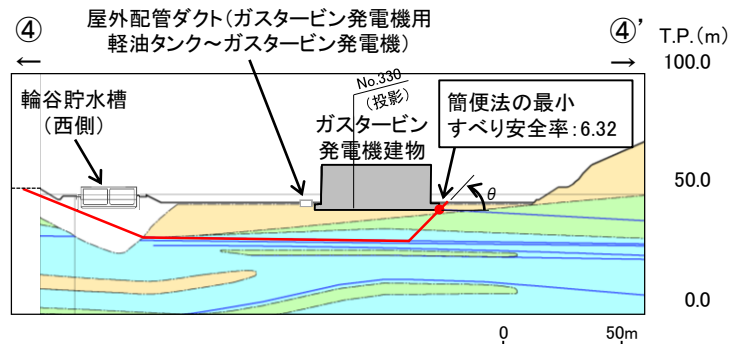 ④
屋外配管ダクト（ガスタービン発電機用
軽油タンク～ガスタービン発電機）
④’
T.P.（m）
←
→
100.0
輪谷貯水槽
（西側）
No.330
（投影）
ガスタービン
発電機建物
簡便法の最小
すべり安全率：6.32
θ
50.0
0.0
0
50m